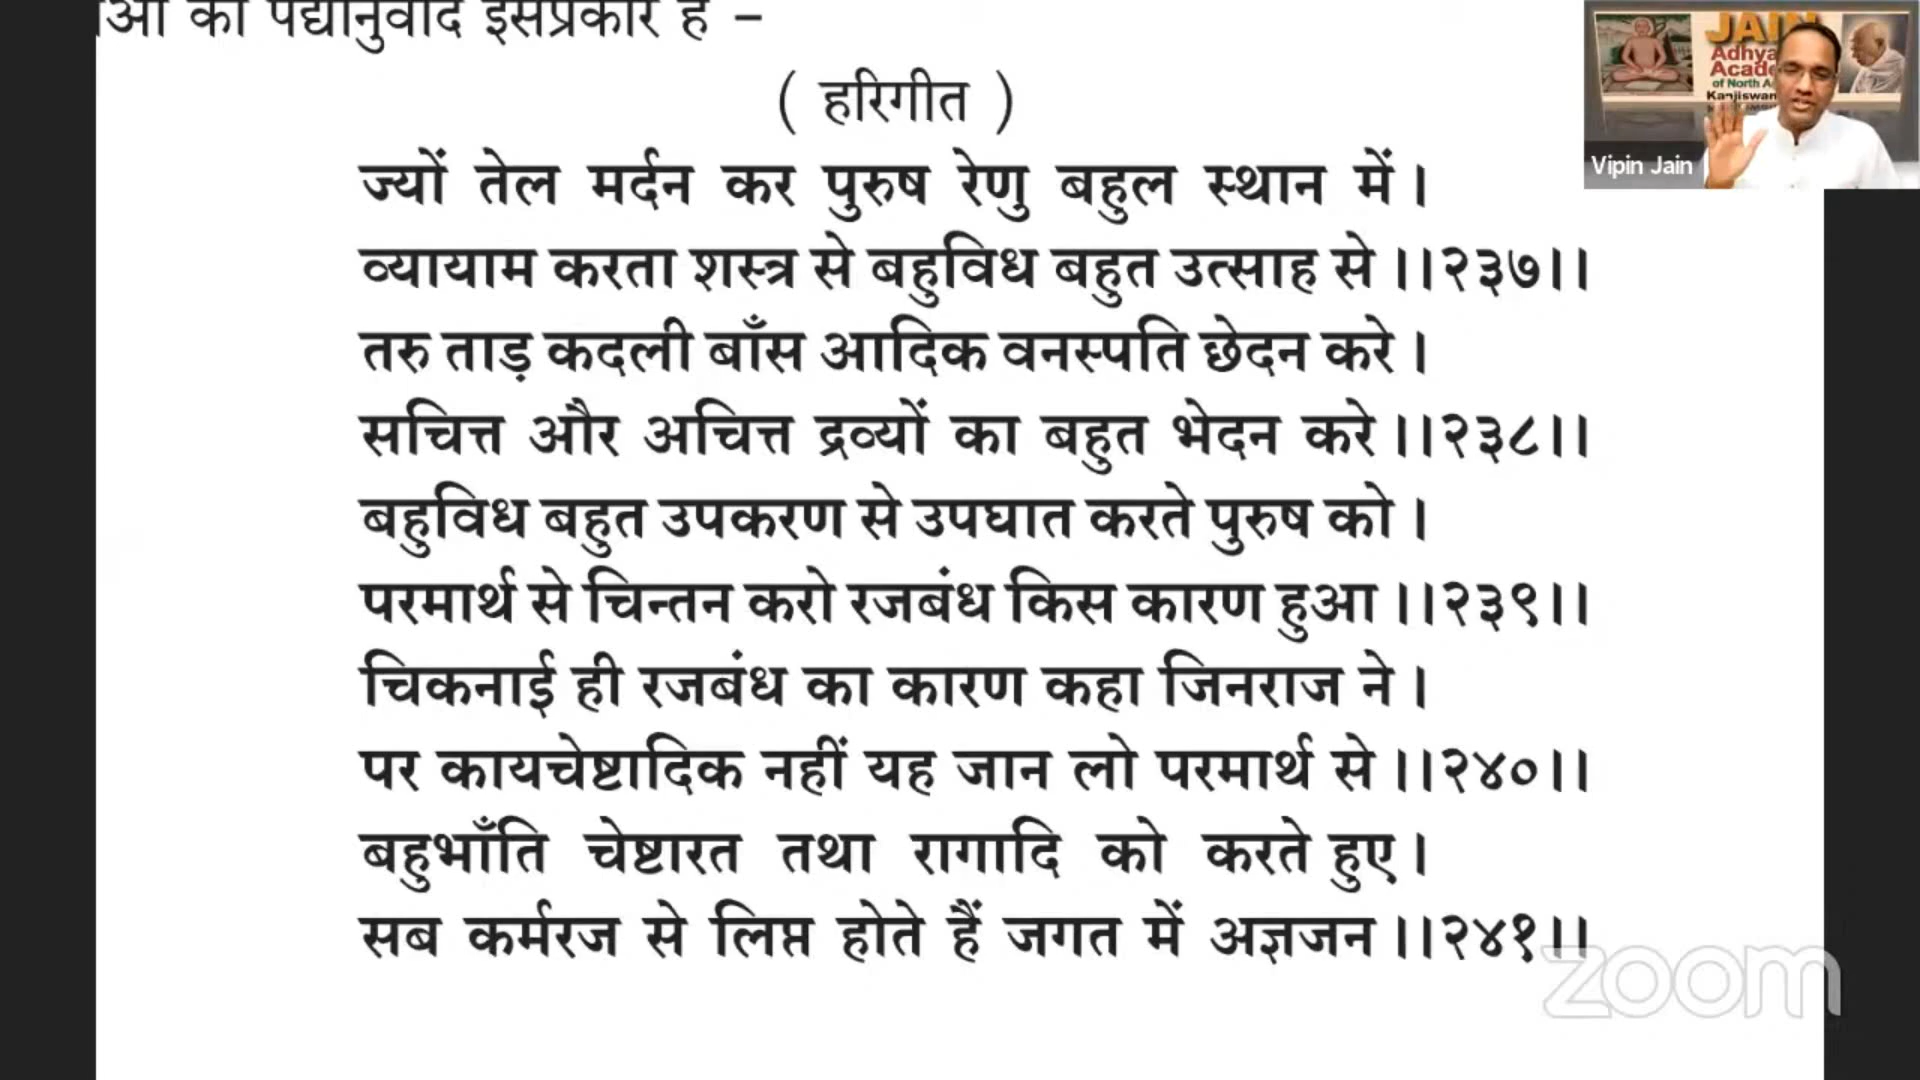 को पद्यानुवाद इसप्रकार है –
( हरिगीत )
ज्यों तेल मर्दन कर पुरुष रेणु बहुल स्थान में।
व्यायाम करता शस्त्र से बहुविध बहुत उत्साह से।।२३७।।
तरु ताड़ कदली बाँस आदिक वनस्पति छेदन करे।
सचित्त और अचित्त द्रव्यों का बहुत भेदन करे।।२३८।।
बहुविध बहुत उपकरण से उपघात करते पुरुष को।
परमार्थ से चिन्तन करो रजबंध किस कारण हुआ।।२३९।।
चिकनाई ही रजबंध का कारण कहा जिनराज ने।
पर कायचेष्टादिक नहीं यह जान लो परमार्थ से।।२४०।।
बहुभाँति चेष्टारत तथा रागादि को करते हुए।
सब कर्मरज से लिप्त होते हैं जगत में अज्ञजन।।२४१।।
JAIN
of North
Vipin Jain
zoom